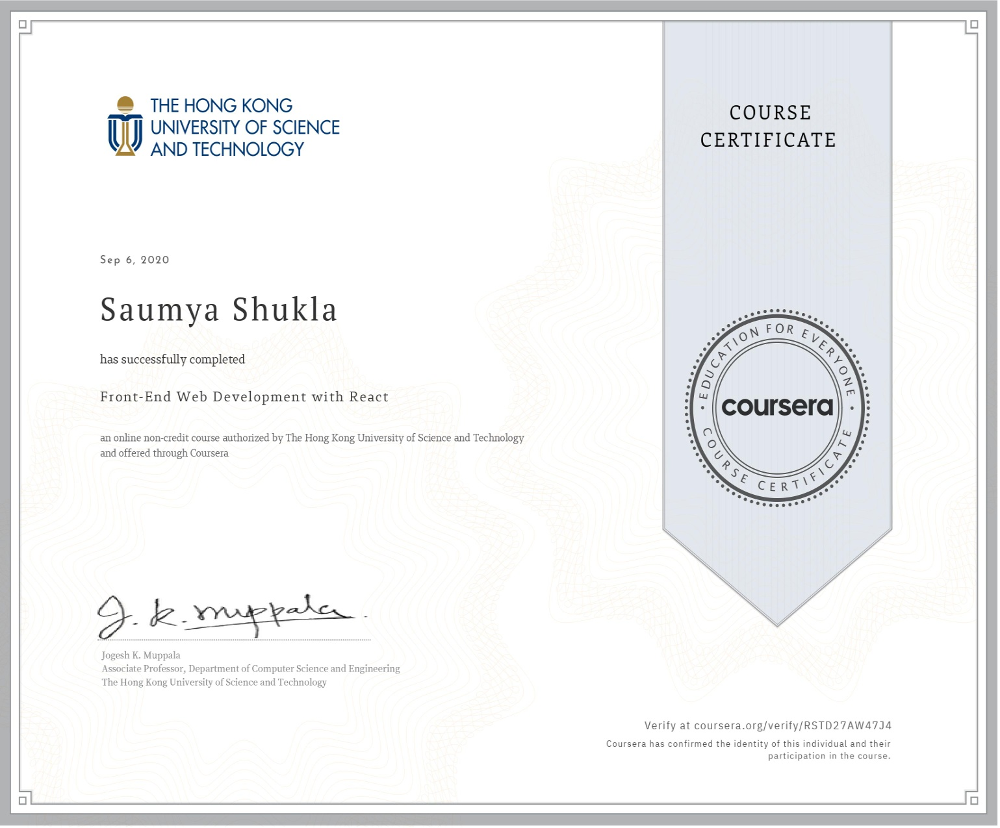 THE HONG KONG
UNIVERSITY OF SCIENCE
AND TECHNOLOGY
COURSE
CERTIFICATE
Sep 6, 2020
Saumya Shukla
has successfully completed
Front-End Web Development with React
an online non-credit course authorized by The Hong Kong University of Science and Technology
and offered through Coursera
EDUCATION FOR EVERYONE
coursera
COURSE CERTIFICATE
J. K. Muppala
Jogesh K. Muppala
Associate Professor, Department of Computer Science and Engineering
The Hong Kong University of Science and Technology
Verify at coursera.org/verify/RSTD27AW47J4
Coursera has confirmed the identity of this individual and their
participation in the course.